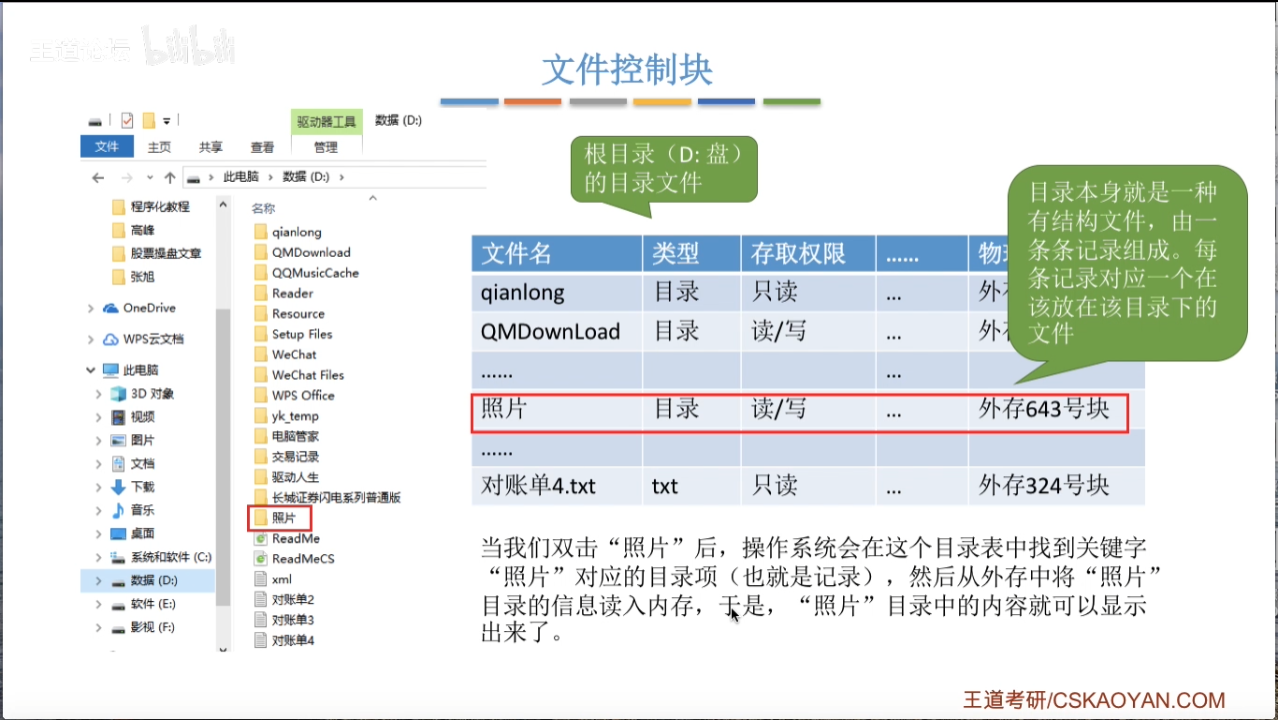 王道论坛 bilibili
文件控制块
驱动器工具 数据 (D:)
文件 主页 共享 查看 管理
此电脑 › 数据 (D:) ›
程序化教程
高峰
股票操盘文章
张旭
OneDrive
WPS云文档
此电脑
3D 对象
视频
图片
文档
下载
音乐
桌面
系统和软件 (C:)
数据 (D:)
软件 (E:)
影视 (F:)
名称
qianlong
QMDownload
QQMusicCache
Reader
Resource
Setup Files
WeChat
WeChat Files
WPS Office
yk_temp
电脑管家
交易记录
驱动人生
长城证券闪电系列普通版
照片
ReadMe
ReadMeCS
xml
对账单2
对账单3
对账单4
根目录（D: 盘）
的目录文件
目录本身就是一种
有结构文件，由一
条条记录组成。每
条记录对应一个在
该放在该目录下的
文件
文件名 类型 存取权限 ...... 物
qianlong 目录 只读 ... 外
QMDownLoad 目录 读/写 ... 外
...... ...
照片 目录 读/写 ... 外存643号块
......
对账单4.txt txt 只读 ... 外存324号块
当我们双击“照片”后，操作系统会在这个目录表中找到关键字
“照片”对应的目录项（也就是记录），然后从外存中将“照片”
目录的信息读入内存，于是，“照片”目录中的内容就可以显示
出来了。
王道考研/CSKAOYAN.COM